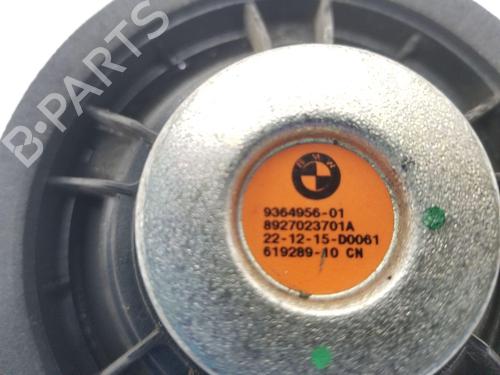 B-PARTS
BMW
9364956-01
8927023701A
22-12-15-D0061
619289-10 CN